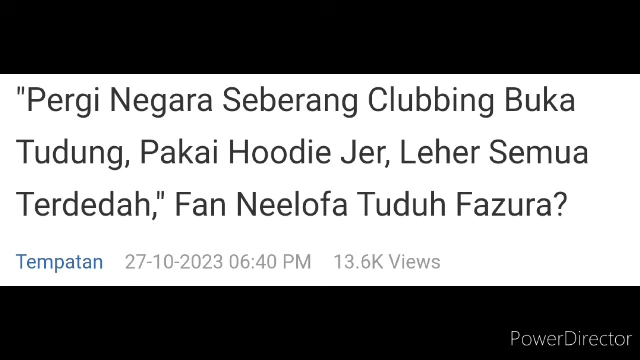 "Pergi Negara Seberang Clubbing Buka
Tudung, Pakai Hoodie Jer, Leher Semua
Terdedah," Fan Neelofa Tuduh Fazura?
Tempatan 27-10-2023 06:40 PM 13.6K Views
PowerDirector